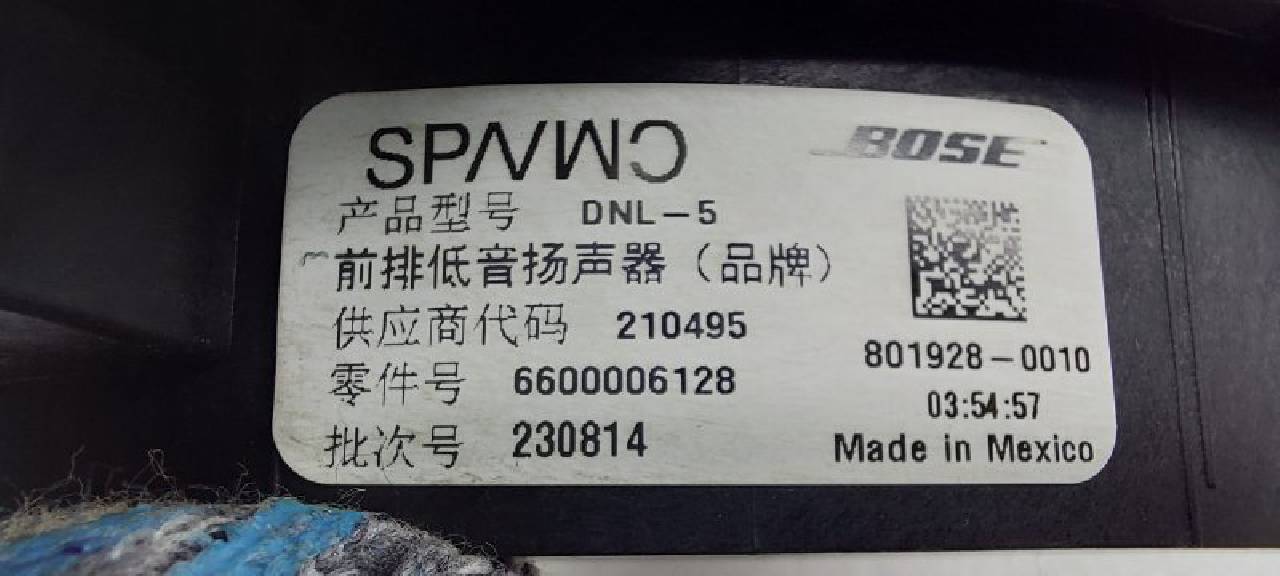 SPΛVWC
BOSE
产品型号 DNL-5
前排低音扬声器（品牌）
供应商代码 210495
801928-0010
零件号 6600006128
03:54:57
批次号 230814
Made in Mexico